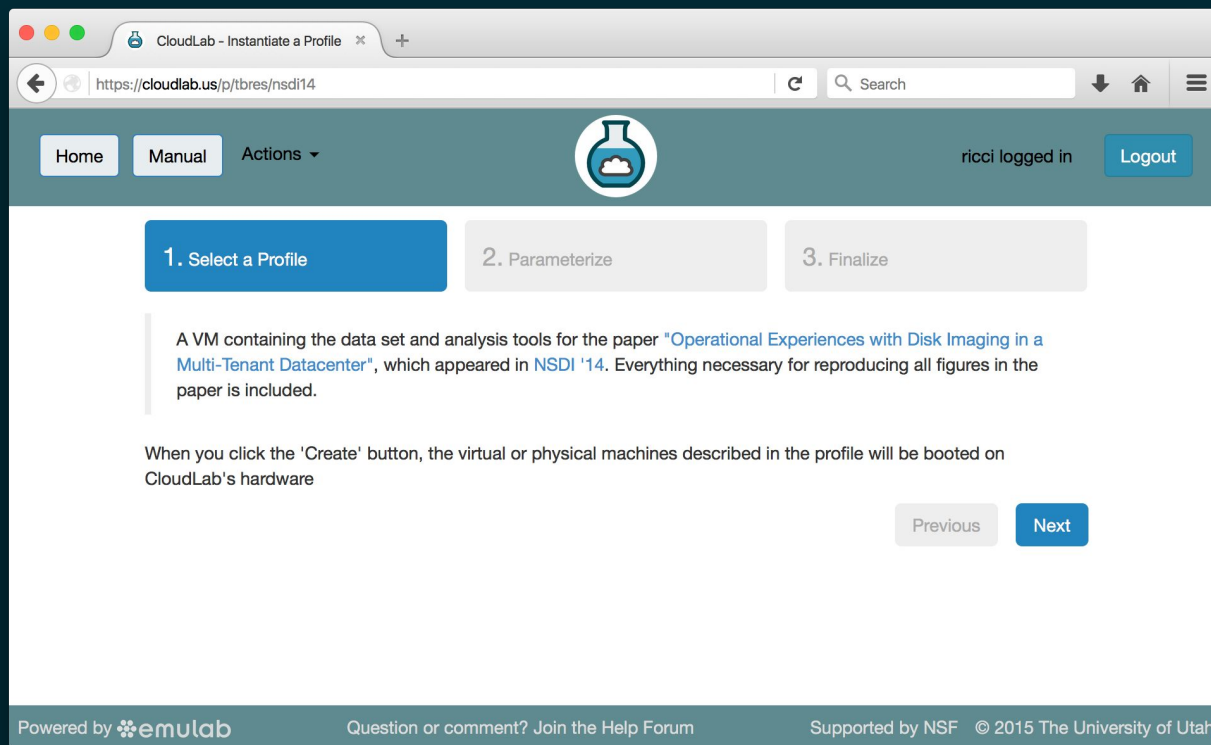 CloudLab - Instantiate a Profile
https://cloudlab.us/p/tbres/nsdi14
Search
Home
Manual
Actions
ricci logged in
Logout
1. Select a Profile
2. Parameterize
3. Finalize
A VM containing the data set and analysis tools for the paper "Operational Experiences with Disk Imaging in a
Multi-Tenant Datacenter", which appeared in NSDI '14. Everything necessary for reproducing all figures in the
paper is included.
When you click the 'Create' button, the virtual or physical machines described in the profile will be booted on
CloudLab's hardware
Previous
Next
Powered by emulab
Question or comment? Join the Help Forum
Supported by NSF © 2015 The University of Utah